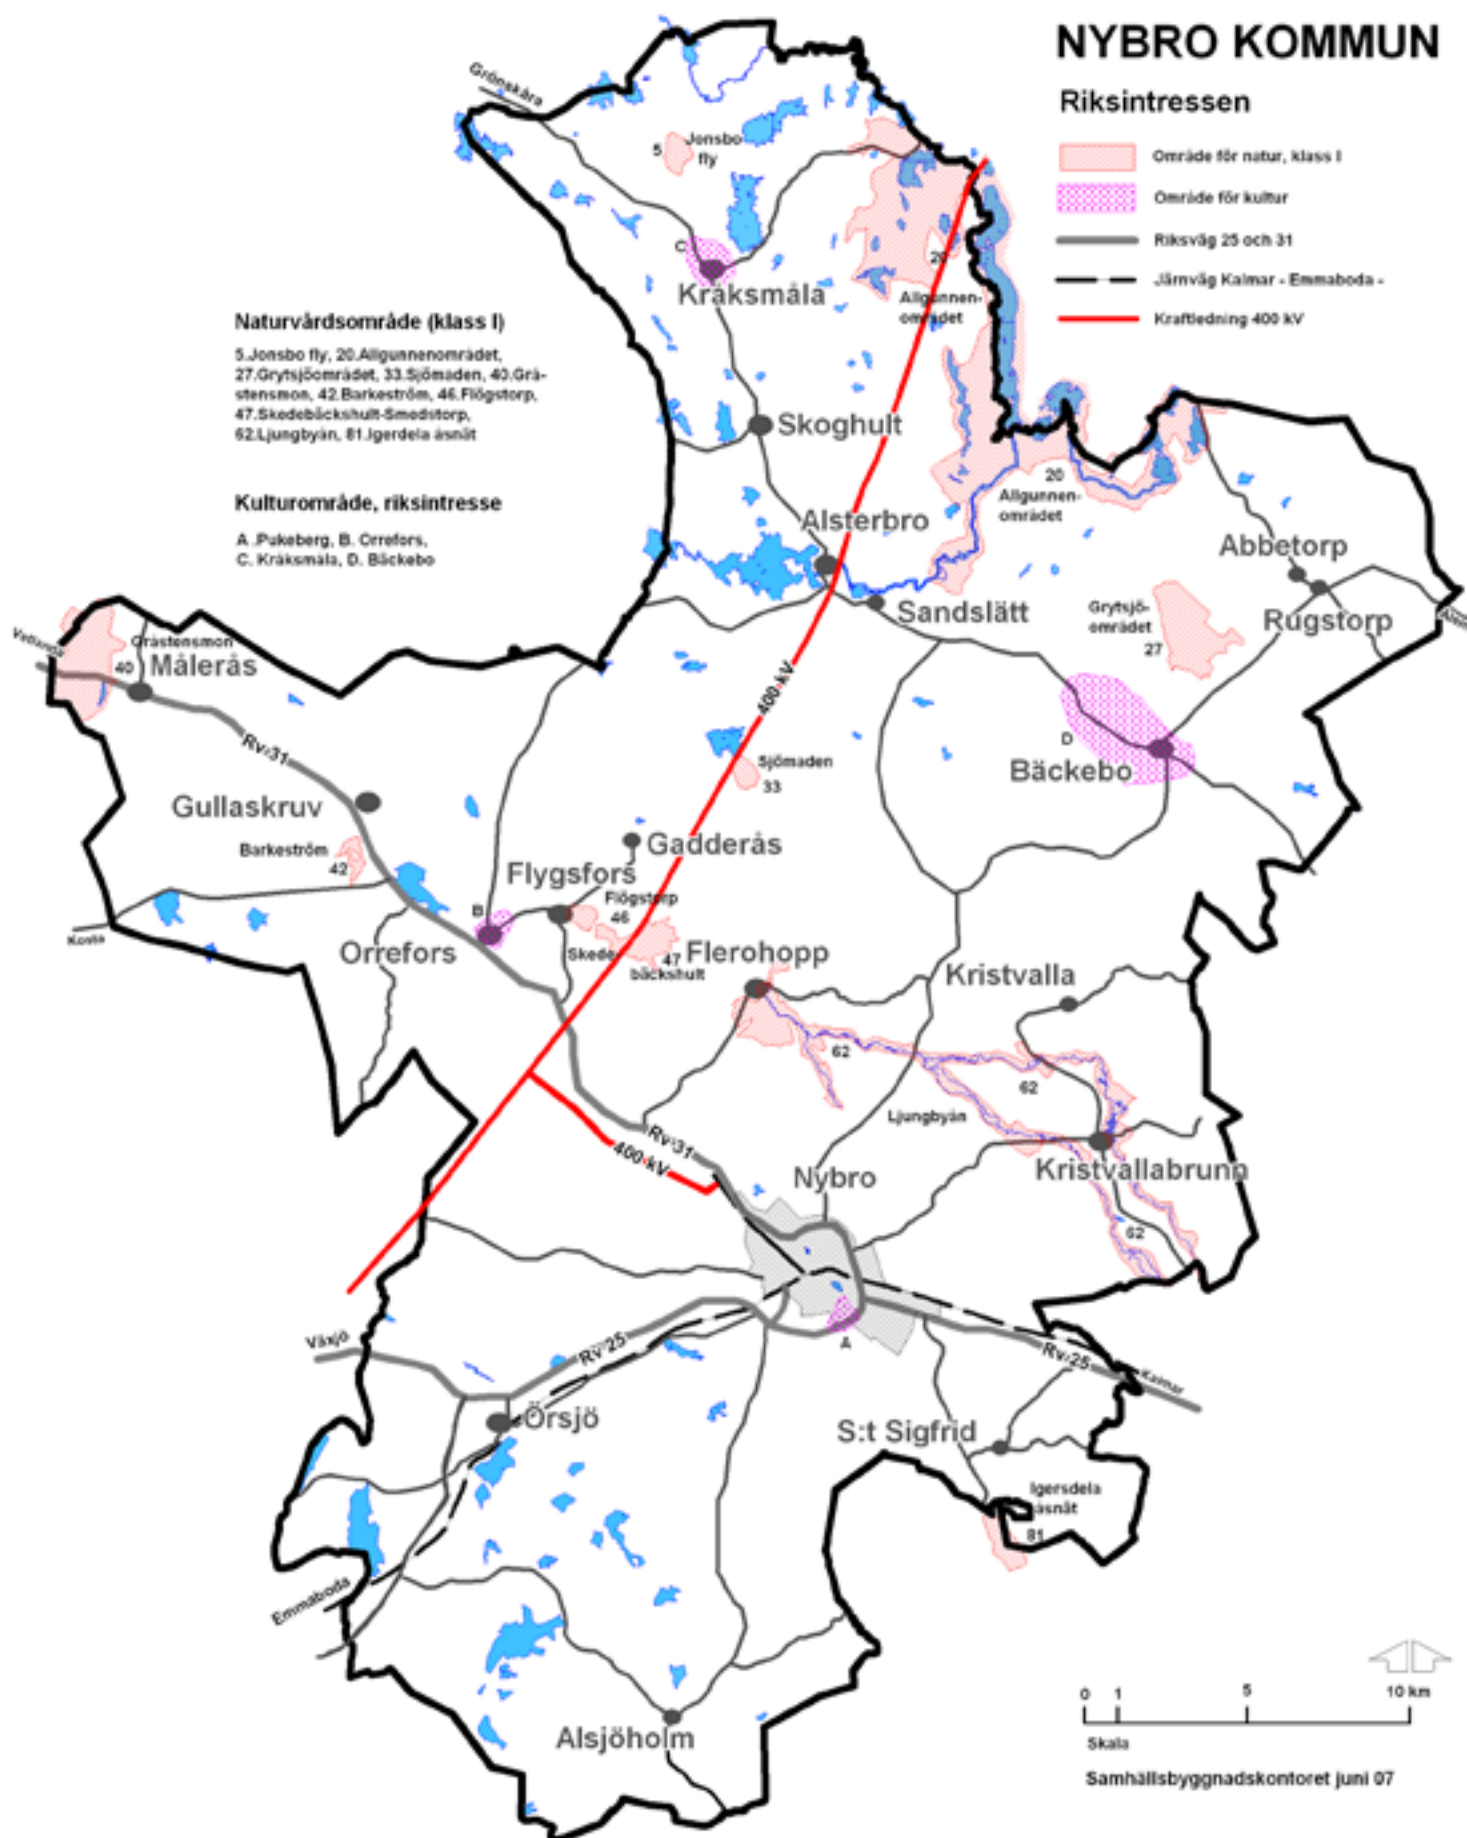 NYBRO KOMMUN
Riksintressen
Område för natur, klass I
Område för kultur
Riksväg 25 och 31
Järnväg Kalmar - Emmaboda -
Kraftledning 400 kV
Naturvårdsområde (klass I)
5.Jonsbo fly, 20.Allgunnenområdet,
27.Grytsjöområdet, 33.Sjömaden, 40.Grå-
stensmon, 42.Barkeström, 46.Flögstorp,
47.Skedebäckshult-Smedstorp,
62.Ljungbyån, 81.Igerdela åsnät
Kulturområde, riksintresse
A .Pukeberg, B. Orrefors,
C. Kråksmåla, D. Bäckebo
Grönskåra
5
Jonsbo
fly
C
Kråksmåla
20
Allgunnen-
området
Skoghult
Alsterbro
20
Allgunnen-
området
Sandslätt
Abbetorp
Rugstorp
Grytsjö-
området
27
Vetlanda
Gråstensmon
40
Målerås
Rv 31
400 kV
D
Bäckebo
Sjömaden
33
Gullaskruv
Barkeström
42
Gadderås
Flygsfors
Flögstorp
46
B
Kosta
Orrefors
Skede-
bäckshult
47
Flerohopp
Kristvalla
62
62
Ljungbyån
Rv 31
400 kV
Nybro
Kristvallabrunn
62
Växjö
Rv 25
A
Rv 25
Kalmar
Örsjö
S:t Sigfrid
Igersdela
åsnät
81
Emmaboda
Alsjöholm
0 1 5 10 km
Skala
Samhällsbyggnadskontoret juni 07